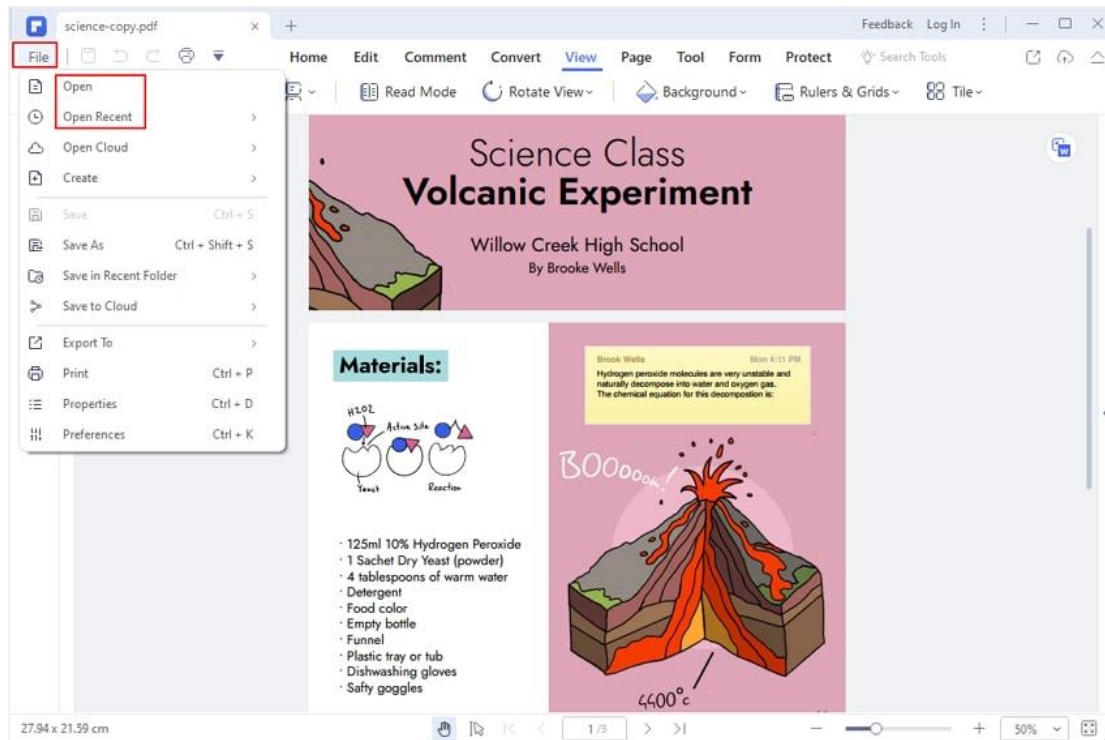 science-copy.pdf
Feedback Log In
File
Home Edit Comment Convert View Page Tool Form Protect Search Tools
Read Mode Rotate View Background Rulers & Grids Tile
Open
Open Recent
Open Cloud
Create
Save Ctrl + S
Save As Ctrl + Shift + S
Save in Recent Folder
Save to Cloud
Export To
Print Ctrl + P
Properties Ctrl + D
Preferences Ctrl + K
Science Class
Volcanic Experiment
Willow Creek High School
By Brooke Wells
Materials:
H2O2
Active Site
Yeast
Reaction
· 125ml 10% Hydrogen Peroxide
· 1 Sachet Dry Yeast (powder)
· 4 tablespoons of warm water
· Detergent
· Food color
· Empty bottle
· Funnel
· Plastic tray or tub
· Dishwashing gloves
· Safty goggles
Brook Wells Mon 4:11 PM
Hydrogen peroxide molecules are very unstable and
naturally decompose into water and oxygen gas.
The chemical equation for this decompostion is:
BOOoooom!
4400°c
27.94 x 21.59 cm
1 /3
50%